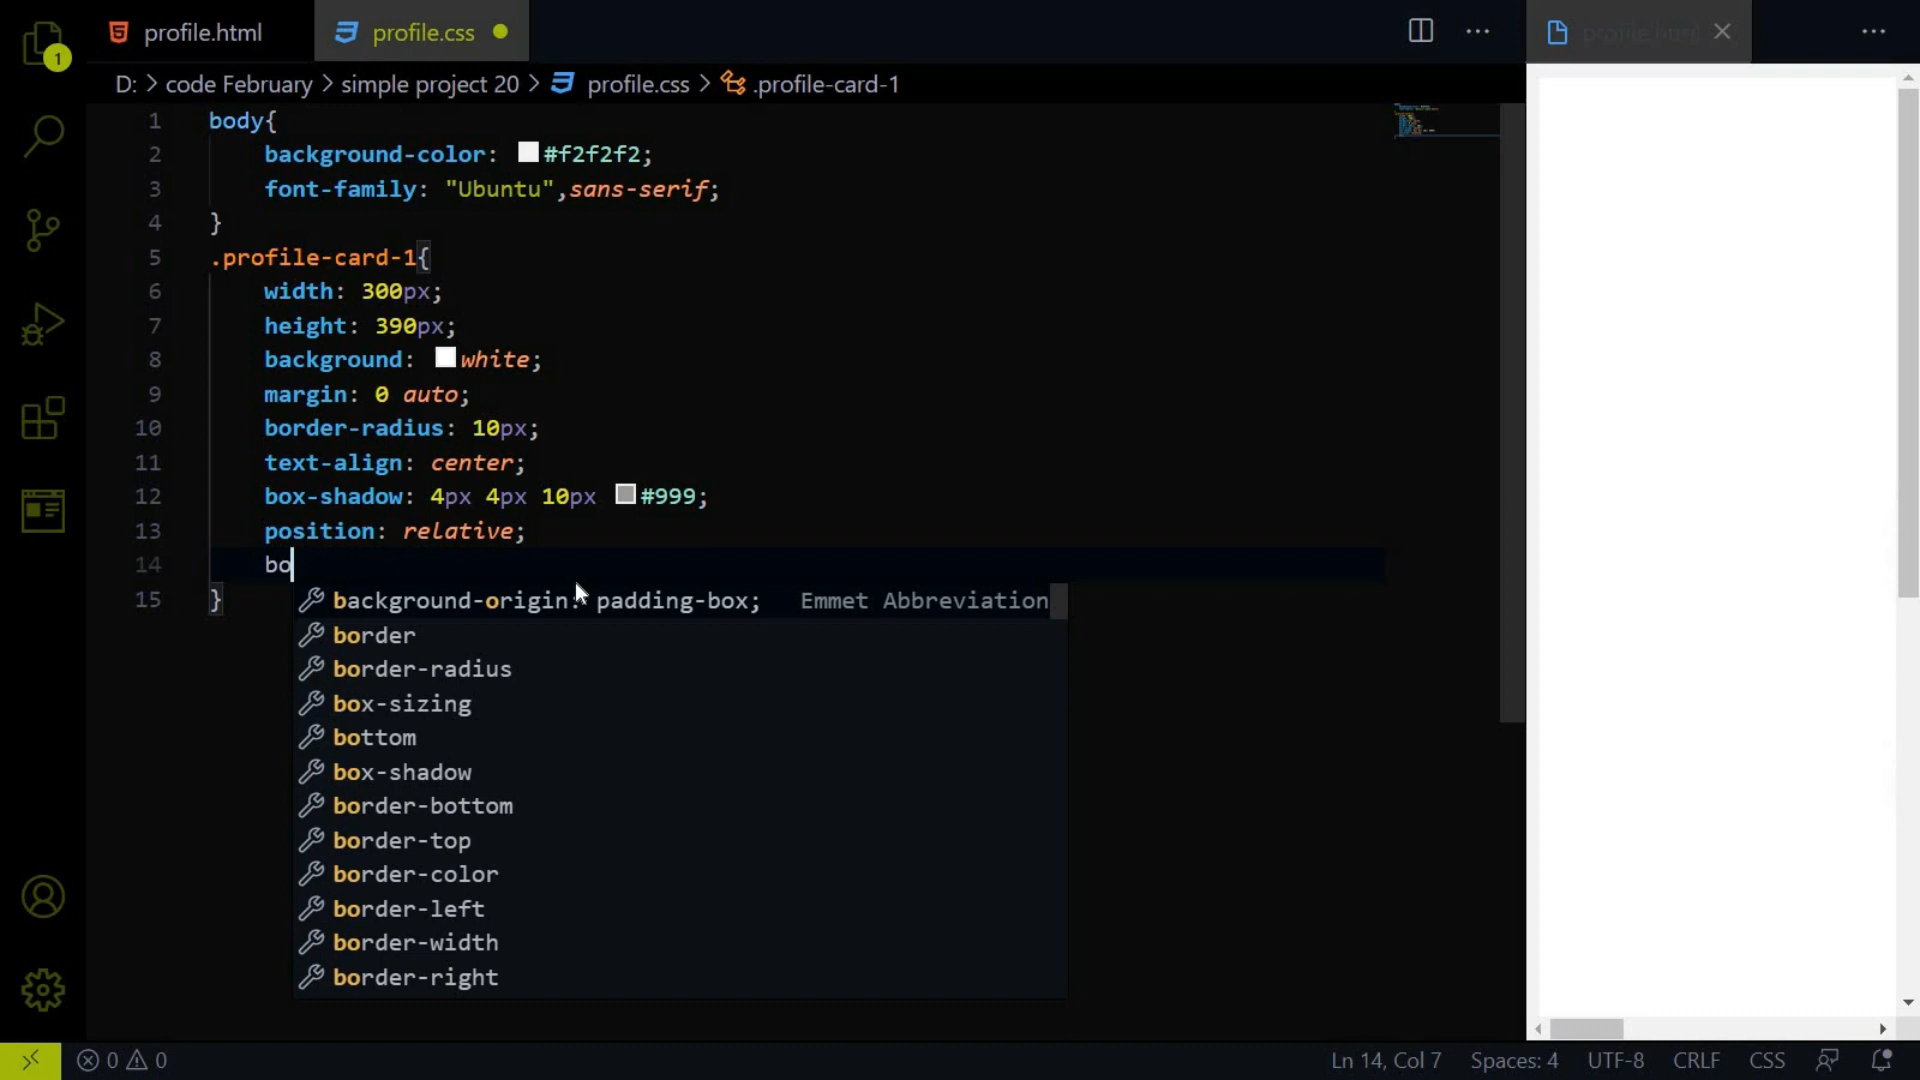 profile.html
profile.css
profile.html
1
D: > code February > simple project 20 > profile.css > .profile-card-1
1 body{
2 background-color: #f2f2f2;
3 font-family: "Ubuntu",sans-serif;
4 }
5 .profile-card-1{
6 width: 300px;
7 height: 390px;
8 background: white;
9 margin: 0 auto;
10 border-radius: 10px;
11 text-align: center;
12 box-shadow: 4px 4px 10px #999;
13 position: relative;
14 bo
15 }
background-origin: padding-box; Emmet Abbreviation
border
border-radius
box-sizing
bottom
box-shadow
border-bottom
border-top
border-color
border-left
border-width
border-right
0 0
Ln 14, Col 7 Spaces: 4 UTF-8 CRLF CSS